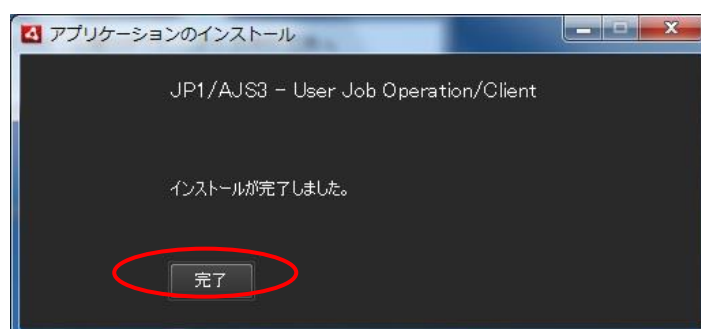 アプリケーションのインストール
JP1/AJS3 - User Job Operation/Client
インストールが完了しました。
完了